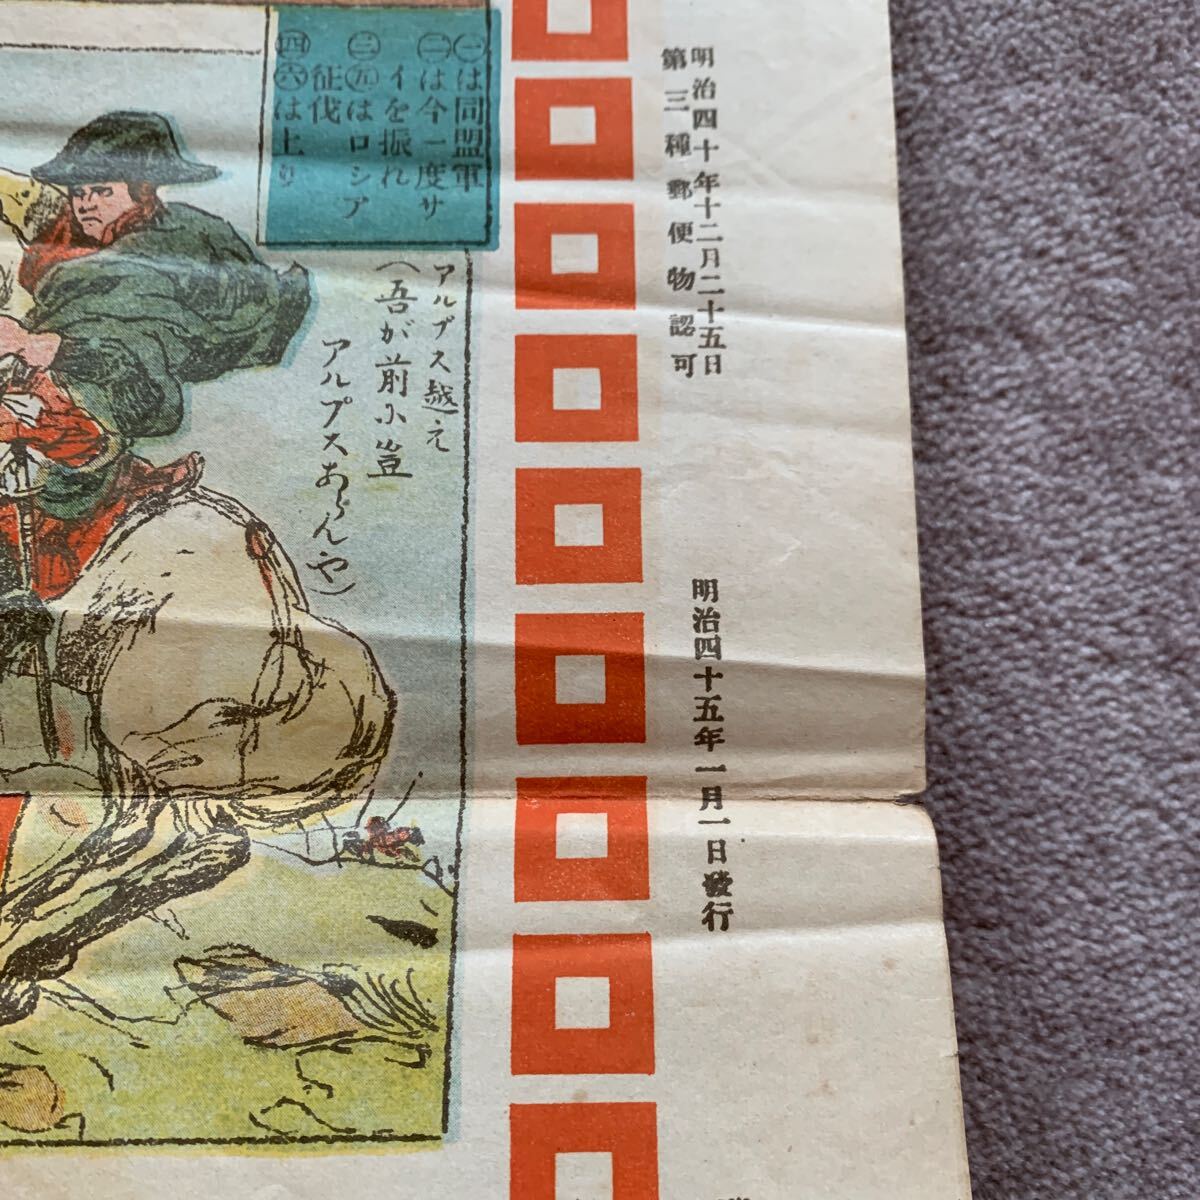 明治四十年十二月二十五日
第三種郵便物認可
明治四十五年一月一日發行
㊀は同盟軍
㊁は今一度サ
イを振れ
㊂㊄はロシア
征伐
㊃㊅は上り
アルプス越え
(吾が前に豈
アルプスあらんや)